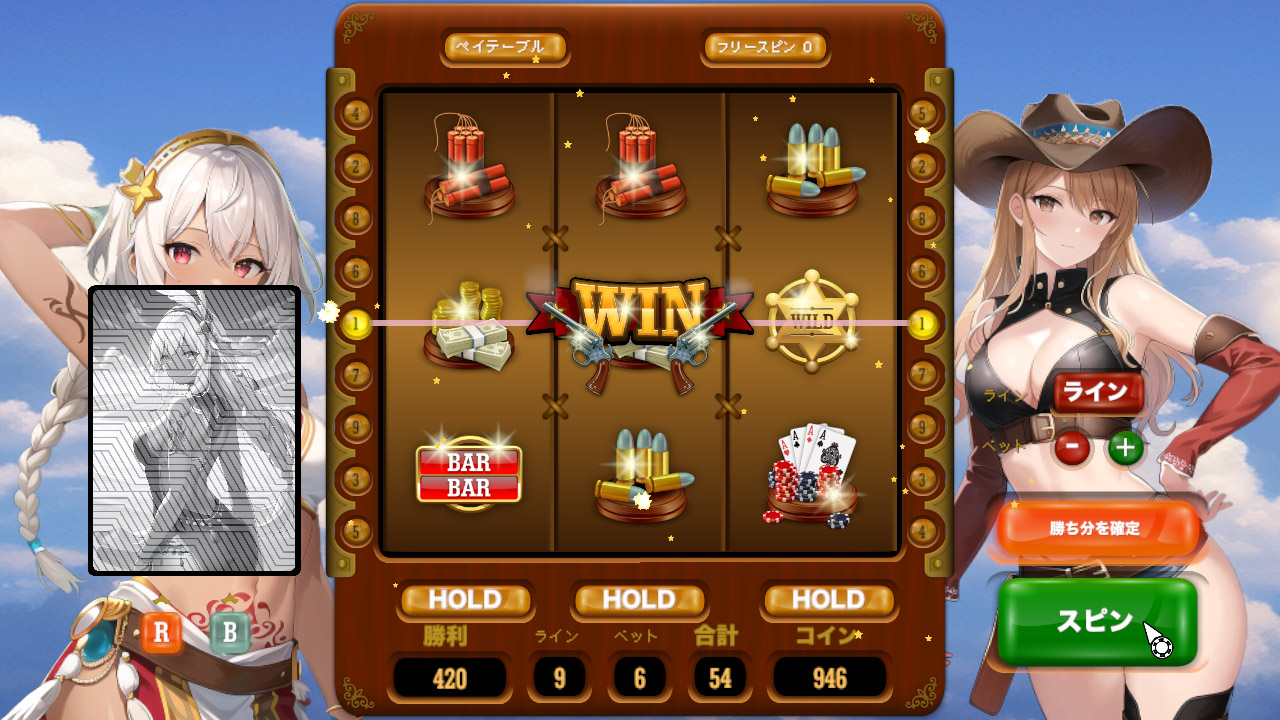 ペイテーブル
フリースピン 0
4
5
2
2
8
8
6
6
WIN
WILD
1
1
7
7
ライン
ライン
ベット
-
+
9
9
BAR
BAR
3
3
5
4
勝ち分を確定
HOLD
HOLD
HOLD
スピン
R
B
勝利
ライン
ベット
合計
コイン
420
9
6
54
946